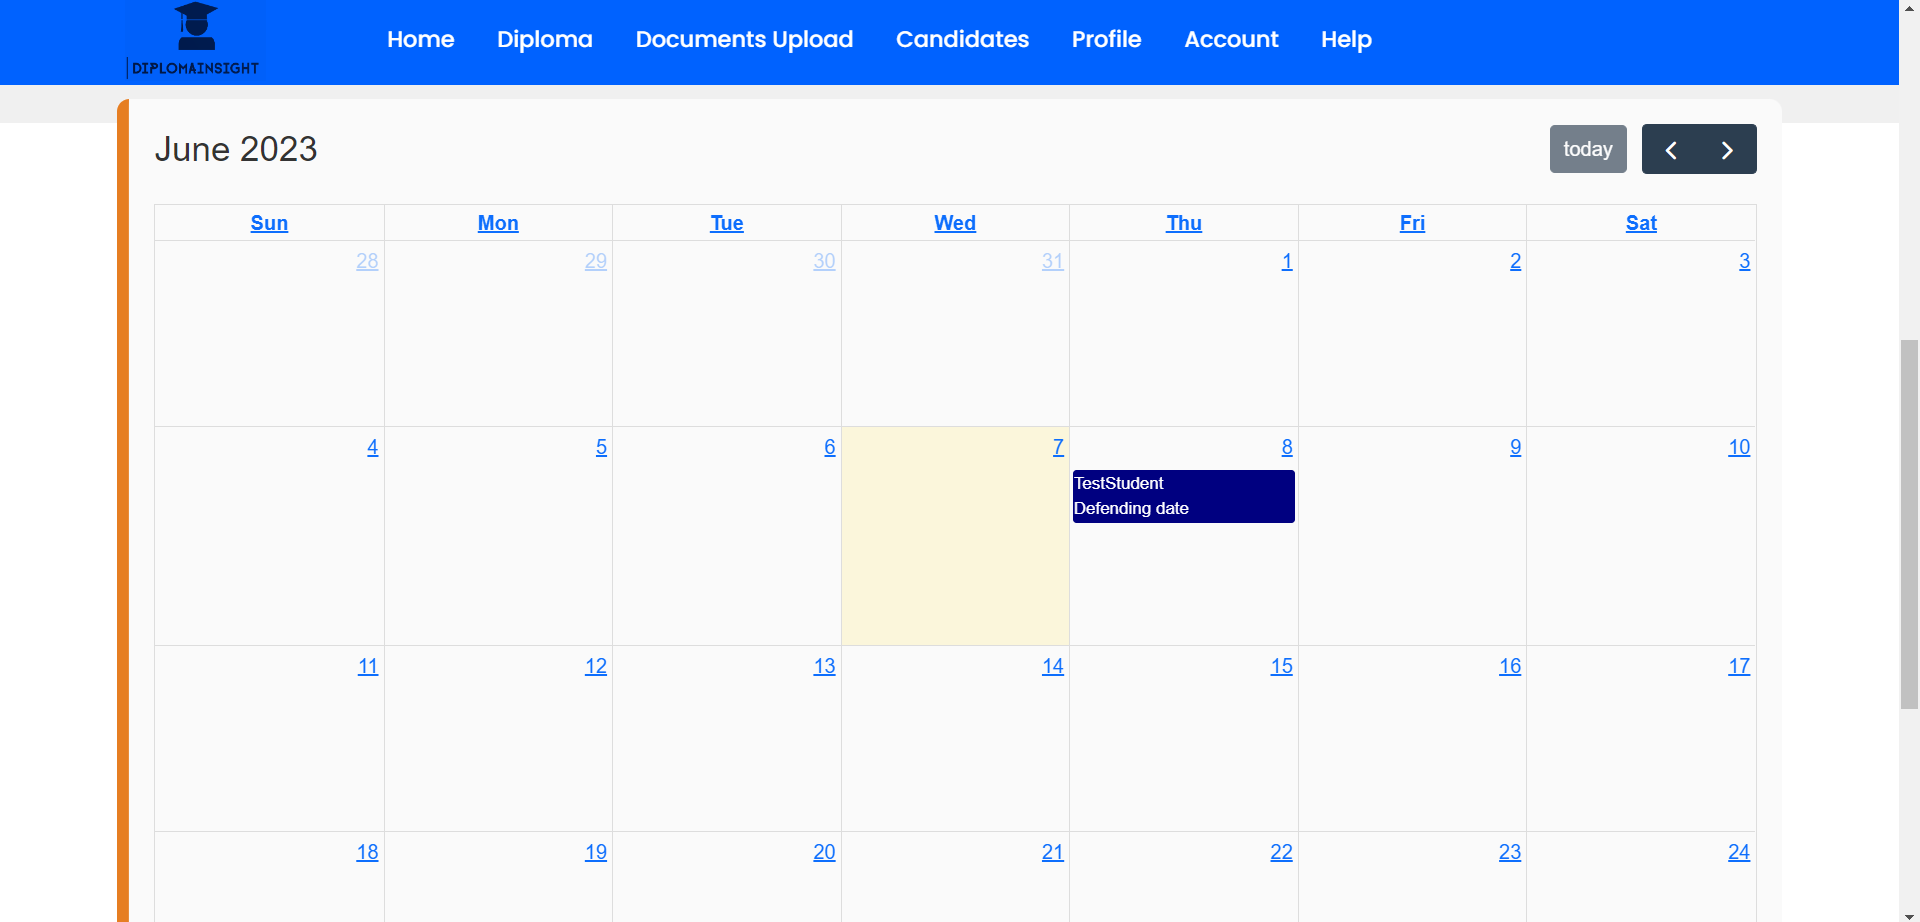 DIPLOMAINSIGHT
Home Diploma Documents Upload Candidates Profile Account Help
June 2023
today
Sun Mon Tue Wed Thu Fri Sat
28 29 30 31 1 2 3
4 5 6 7 8 9 10
TestStudent
Defending date
11 12 13 14 15 16 17
18 19 20 21 22 23 24